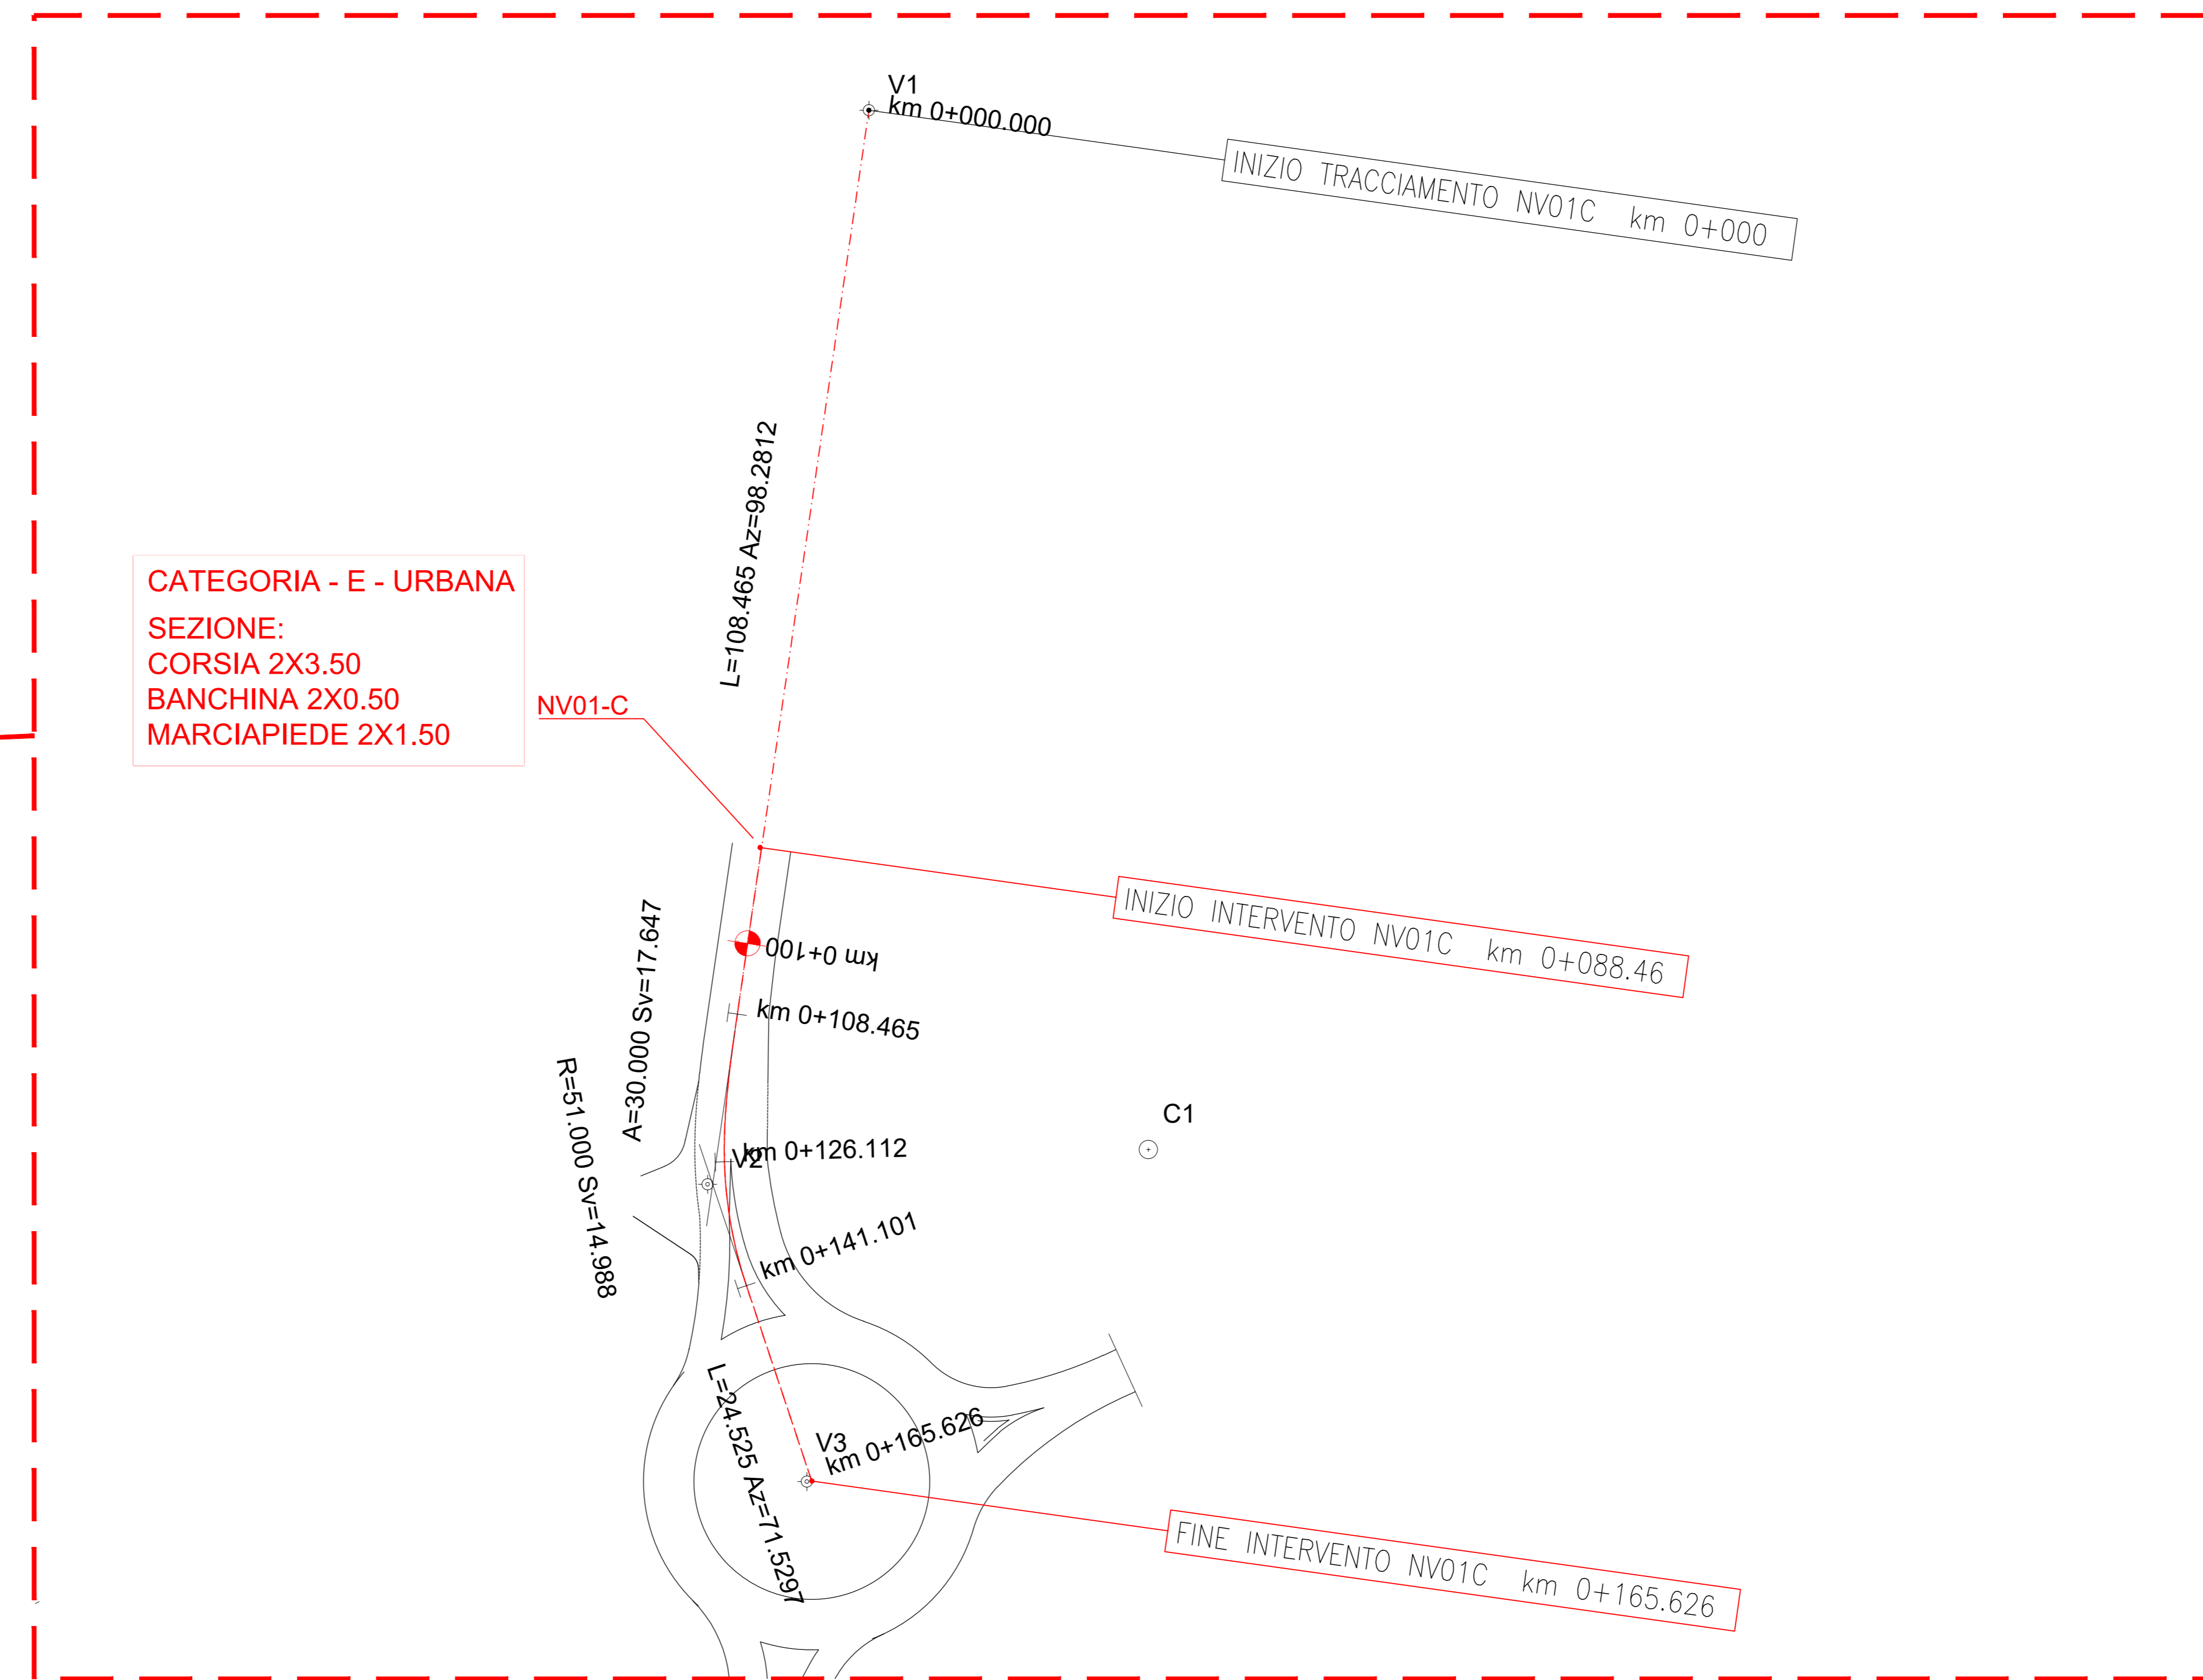 V1
km 0+000.000
INIZIO TRACCIAMENTO NV01C km 0+000
L=108.465 Az=98.2812
CATEGORIA - E - URBANA
SEZIONE:
CORSIA 2X3.50
BANCHINA 2X0.50
MARCIAPIEDE 2X1.50
NV01-C
INIZIO INTERVENTO NV01C km 0+088.46
km 0+100
A=30.000 Sv=17.647
km 0+108.465
R=51.000 Sv=14.988
C1
km 0+126.112
V2
km 0+141.101
L=24.525 Az=71.5297
V3
km 0+165.626
FINE INTERVENTO NV01C km 0+165.626